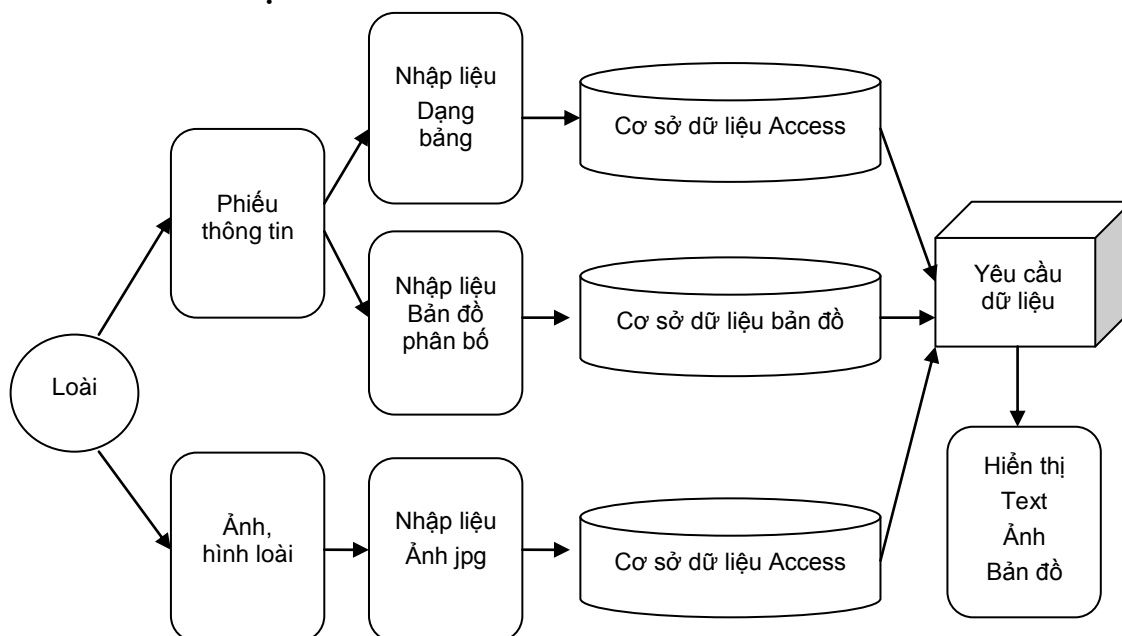 Nhập liệu
Dạng
bảng
Cơ sở dữ liệu Access
Phiếu
thông tin
Nhập liệu
Bản đồ
phân bố
Cơ sở dữ liệu bản đồ
Yêu cầu
dữ liệu
Loài
Ảnh,
hình loài
Nhập liệu
Ảnh jpg
Cơ sở dữ liệu Access
Hiển thị
Text
Ảnh
Bản đồ